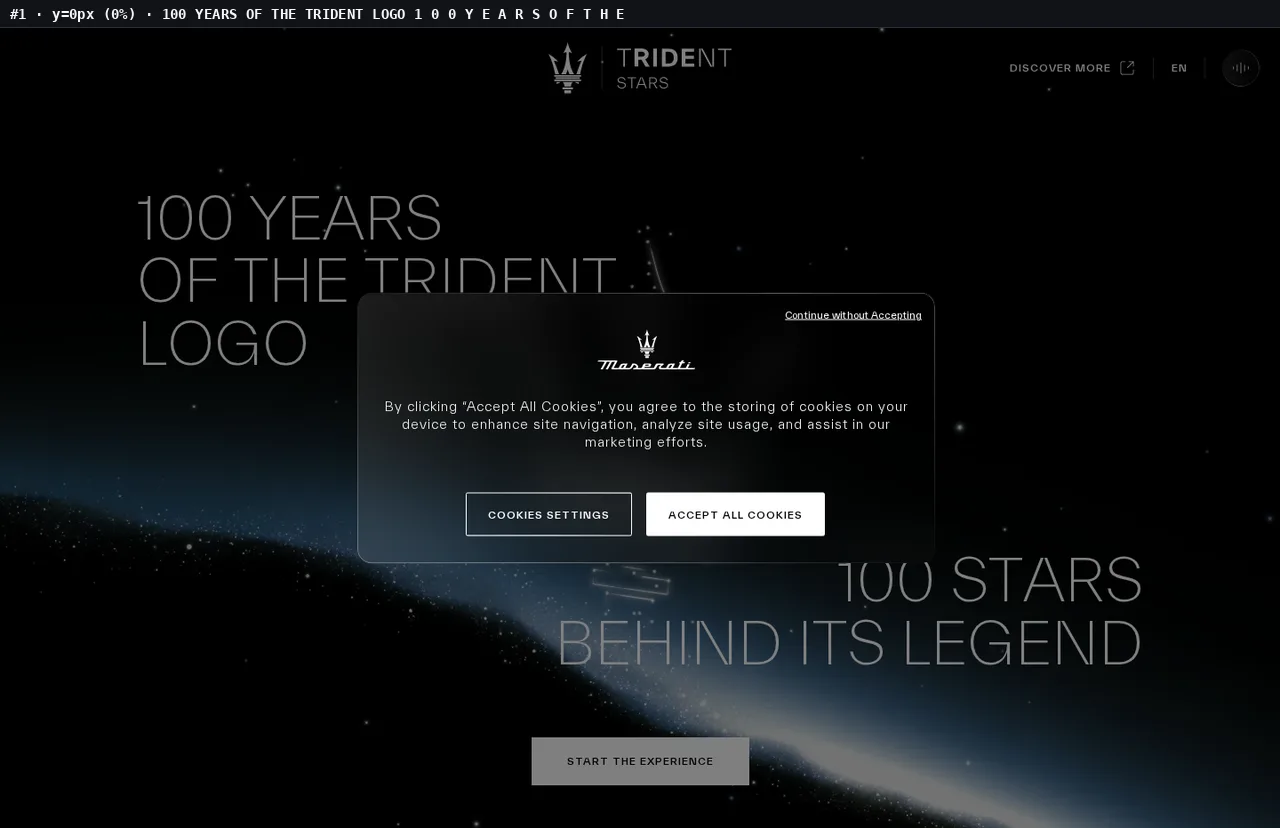 #1 · y=0px (0%) · 100 YEARS OF THE TRIDENT LOGO 1 0 0 Y E A R S O F T H E
TRIDENT
STARS
DISCOVER MORE
EN
100 YEARS
OF THE TRIDENT
LOGO
Continue without Accepting
Maserati
By clicking “Accept All Cookies”, you agree to the storing of cookies on your
device to enhance site navigation, analyze site usage, and assist in our
marketing efforts.
COOKIES SETTINGS
ACCEPT ALL COOKIES
100 STARS
BEHIND ITS LEGEND
START THE EXPERIENCE